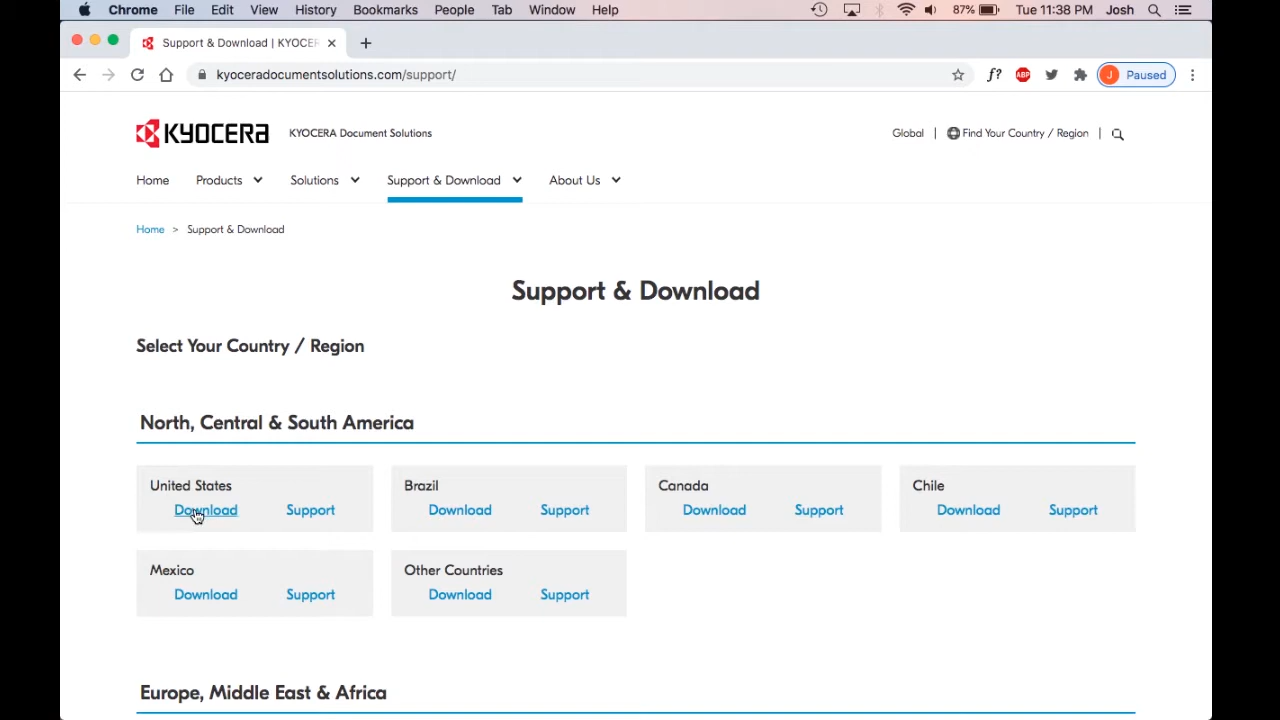 Chrome File Edit View History Bookmarks People Tab Window Help 87% Tue 11:38 PM Josh
Support & Download | KYOCER
kyoceradocumentsolutions.com/support/ f? ABP J Paused
KYOCERA KYOCERA Document Solutions Global | Find Your Country / Region |
Home Products Solutions Support & Download About Us
Home > Support & Download
Support & Download
Select Your Country / Region
North, Central & South America
United States Brazil Canada Chile
Download Support Download Support Download Support Download Support
Mexico Other Countries
Download Support Download Support
Europe, Middle East & Africa